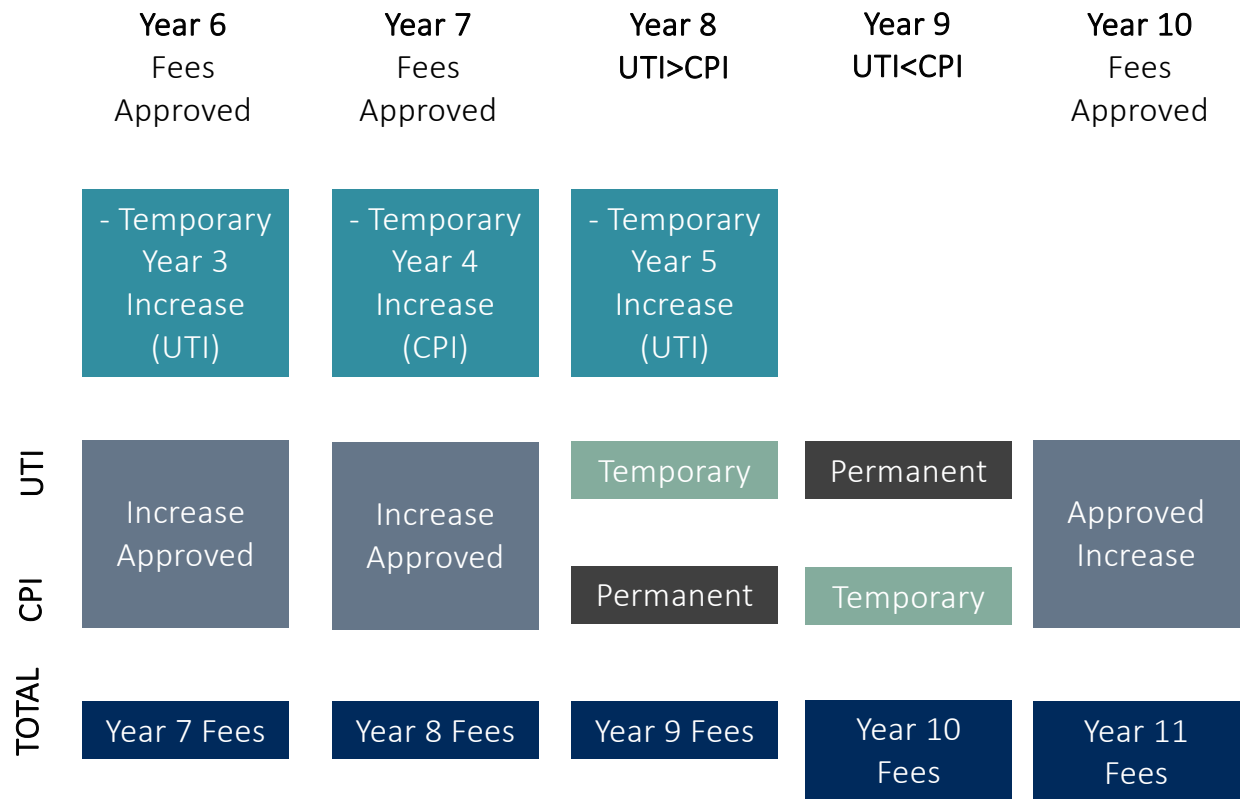 Year 6
Fees
Approved
Year 7
Fees
Approved
Year 8
UTI>CPI
Year 9
UTI<CPI
Year 10
Fees
Approved
- Temporary
Year 3
Increase
(UTI)
- Temporary
Year 4
Increase
(CPI)
- Temporary
Year 5
Increase
(UTI)
UTI
CPI
Increase
Approved
Increase
Approved
Temporary
Permanent
Permanent
Temporary
Approved
Increase
TOTAL
Year 7 Fees
Year 8 Fees
Year 9 Fees
Year 10
Fees
Year 11
Fees